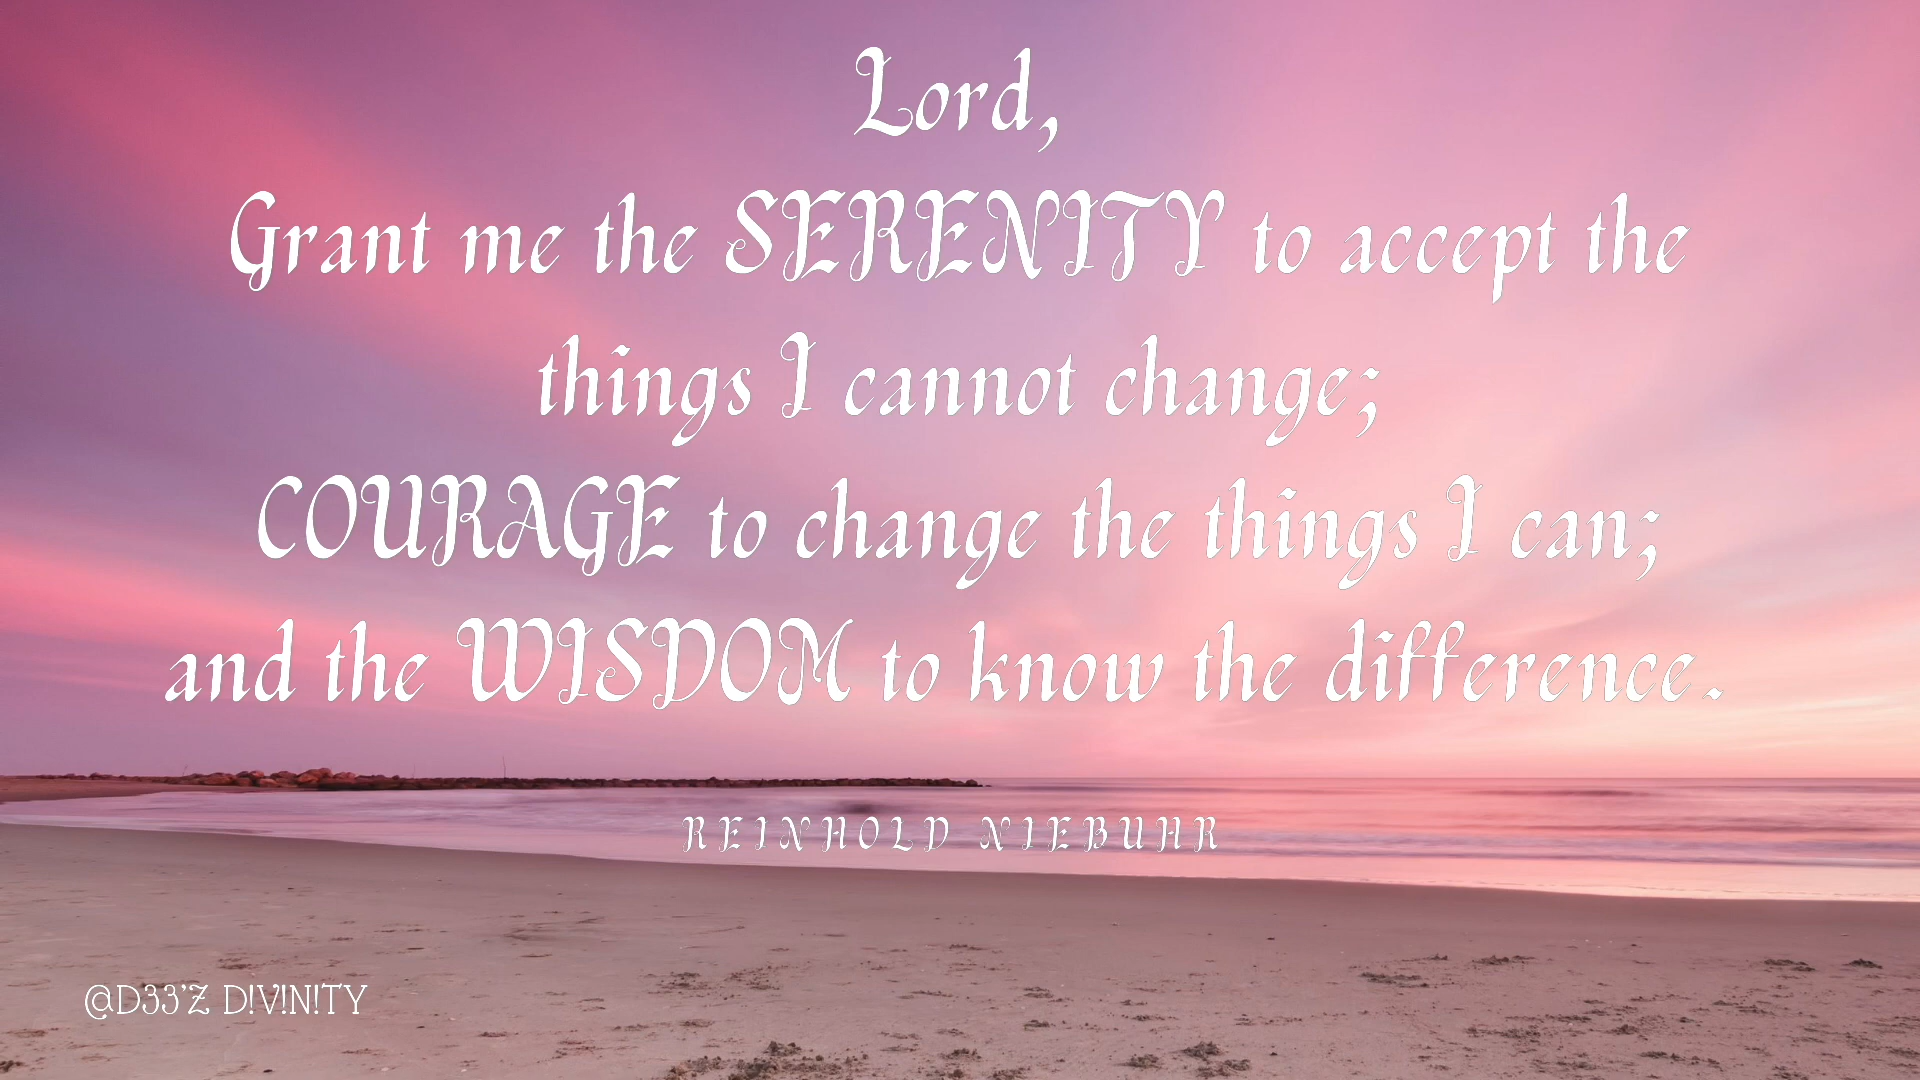 Lord,
Grant me the SERENITY to accept the
things I cannot change;
COURAGE to change the things I can;
and the WISDOM to know the difference.
REINHOLD NIEBUHR
@D33'Z D!V!N!TY